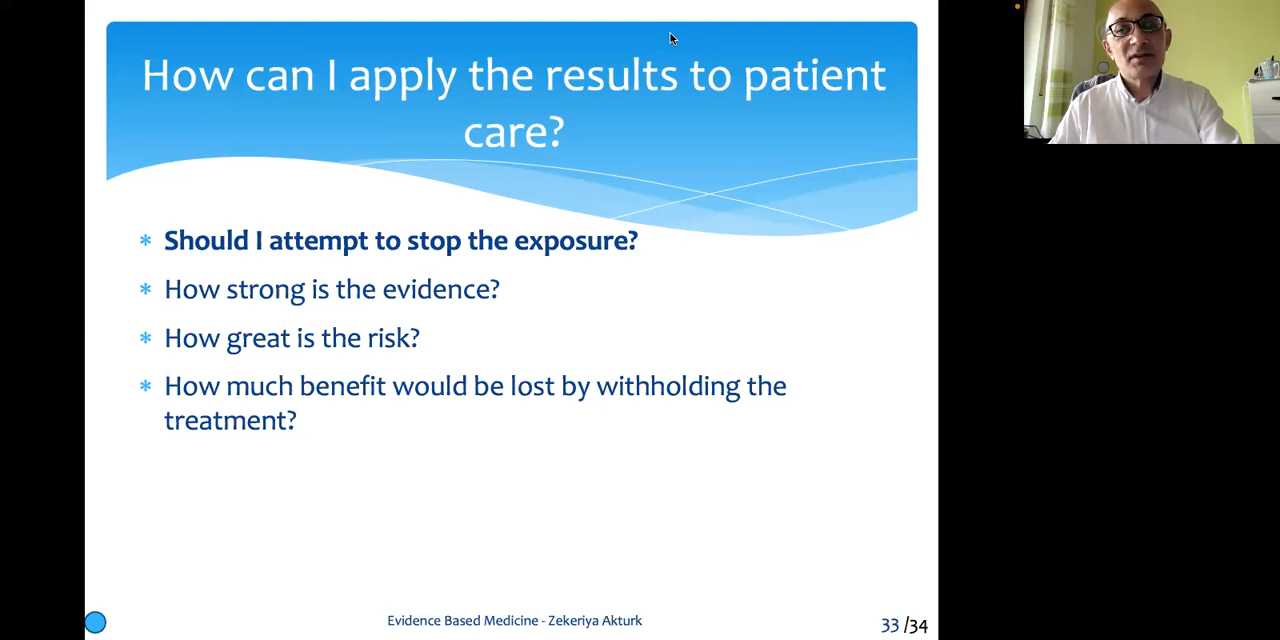 How can I apply the results to patient
care?
* Should I attempt to stop the exposure?
* How strong is the evidence?
* How great is the risk?
* How much benefit would be lost by withholding the
treatment?
Evidence Based Medicine - Zekeriya Akturk
33 /34